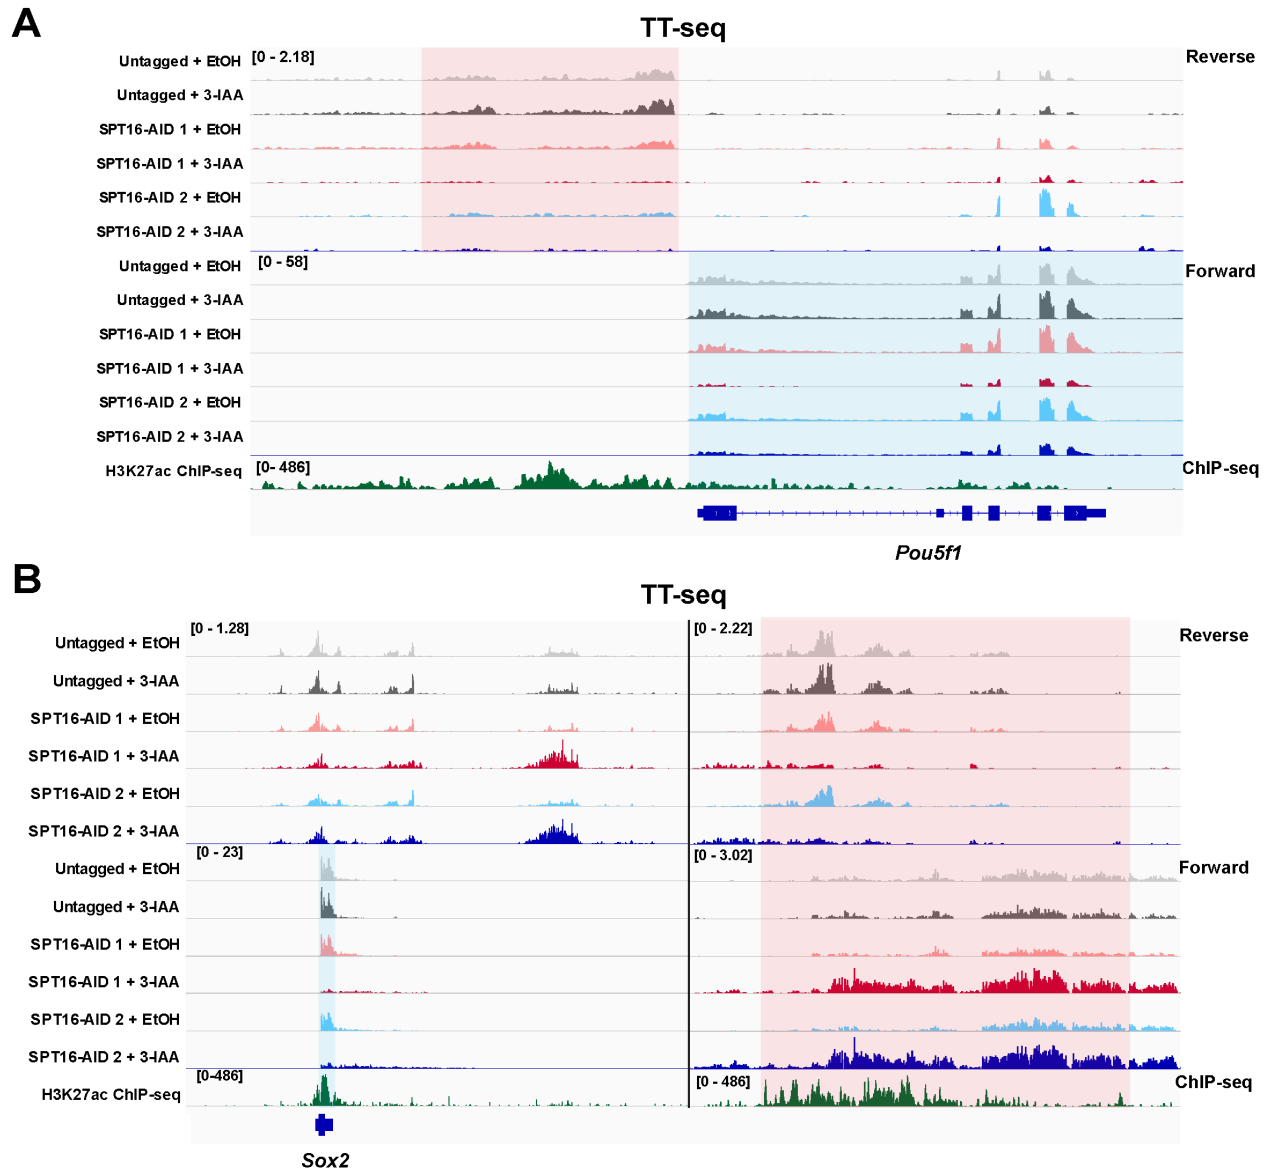 A
TT-seq
Untagged + EtOH
[0 - 2.18]
Reverse
Untagged + 3-IAA
SPT16-AID 1 + EtOH
SPT16-AID 1 + 3-IAA
SPT16-AID 2 + EtOH
SPT16-AID 2 + 3-IAA
Untagged + EtOH
[0 - 58]
Forward
Untagged + 3-IAA
SPT16-AID 1 + EtOH
SPT16-AID 1 + 3-IAA
SPT16-AID 2 + EtOH
SPT16-AID 2 + 3-IAA
H3K27ac ChIP-seq
[0- 486]
ChIP-seq
Pou5f1
B
TT-seq
Untagged + EtOH
[0 - 1.28]
[0 - 2.22]
Reverse
Untagged + 3-IAA
SPT16-AID 1 + EtOH
SPT16-AID 1 + 3-IAA
SPT16-AID 2 + EtOH
SPT16-AID 2 + 3-IAA
Untagged + EtOH
[0 - 23]
[0 - 3.02]
Forward
Untagged + 3-IAA
SPT16-AID 1 + EtOH
SPT16-AID 1 + 3-IAA
SPT16-AID 2 + EtOH
SPT16-AID 2 + 3-IAA
H3K27ac ChIP-seq
[0-486]
[0 - 486]
ChIP-seq
Sox2